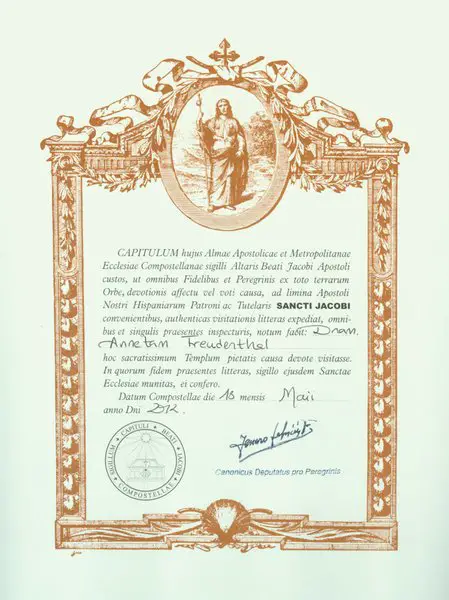 CAPITULUM hujus Almae Apostolicae et Metropolitanae
Ecclesiae Compostellanae sigilli Altaris Beati Jacobi Apostoli
custos, ut omnibus Fidelibus et Peregrinis ex toto terrarum
Orbe, devotionis affectu vel voti causa, ad limina Apostoli
Nostri Hispaniarum Patroni ac Tutelaris SANCTI JACOBI
convenientibus, authenticas visitationis litteras expediat, omni-
bus et singulis praesentes inspecturis, notum facit: Dnam.
Annetam Freudenthal
hoc sacratissimum Templum pietatis causa devote visitasse.
In quorum fidem praesentes litteras, sigillo ejusdem Sanctae
Ecclesiae munitas, ei confero.
Datum Compostellae die 18 mensis Maii
anno Dni 2012.
SIGILLUM CAPITULI BEATI JACOBI
COMPOSTELLAE
Canonicus Deputatus pro Peregrinis